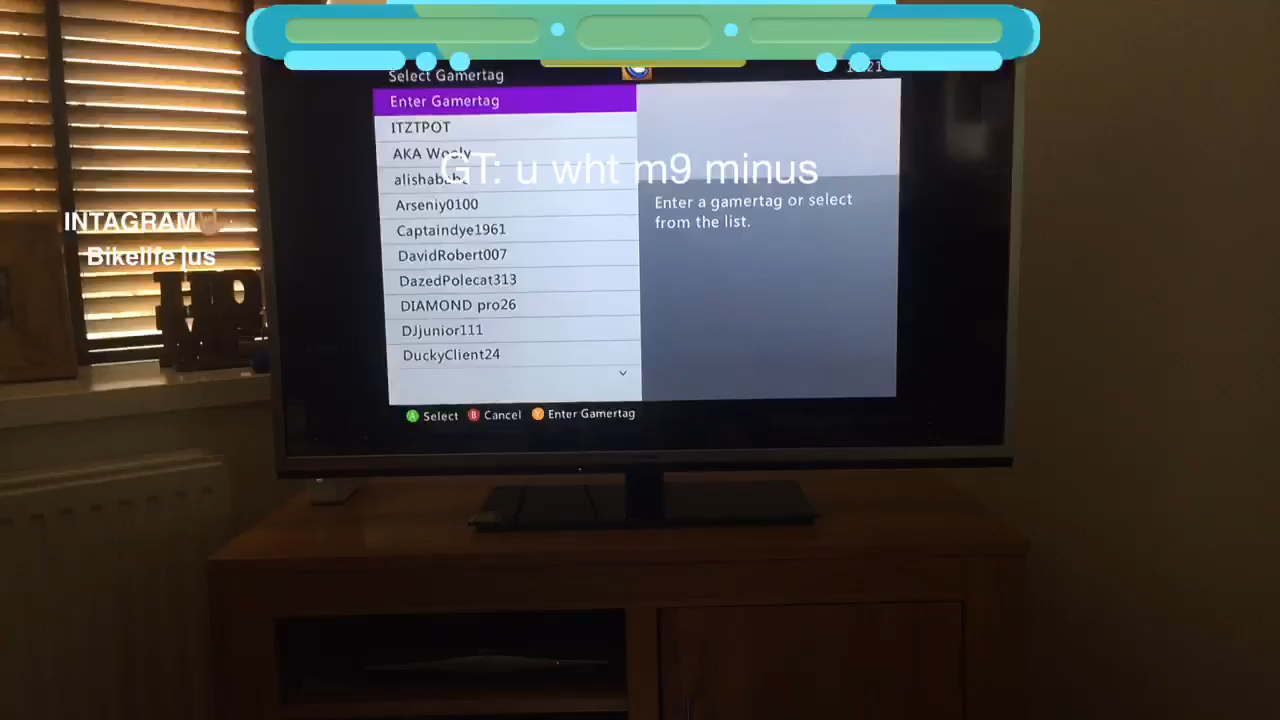 Select Gamertag
Enter Gamertag
ITZTPOT
AKA Wooly
GT: u wht m9 minus
Arseniy0100
Captaindye1961
DavidRobert007
DazedPolecat313
DIAMOND pro26
DJjunior111
DuckyClient24
Enter a gamertag or select
from the list.
A Select B Cancel Y Enter Gamertag
INTAGRAM
Bikelife jus